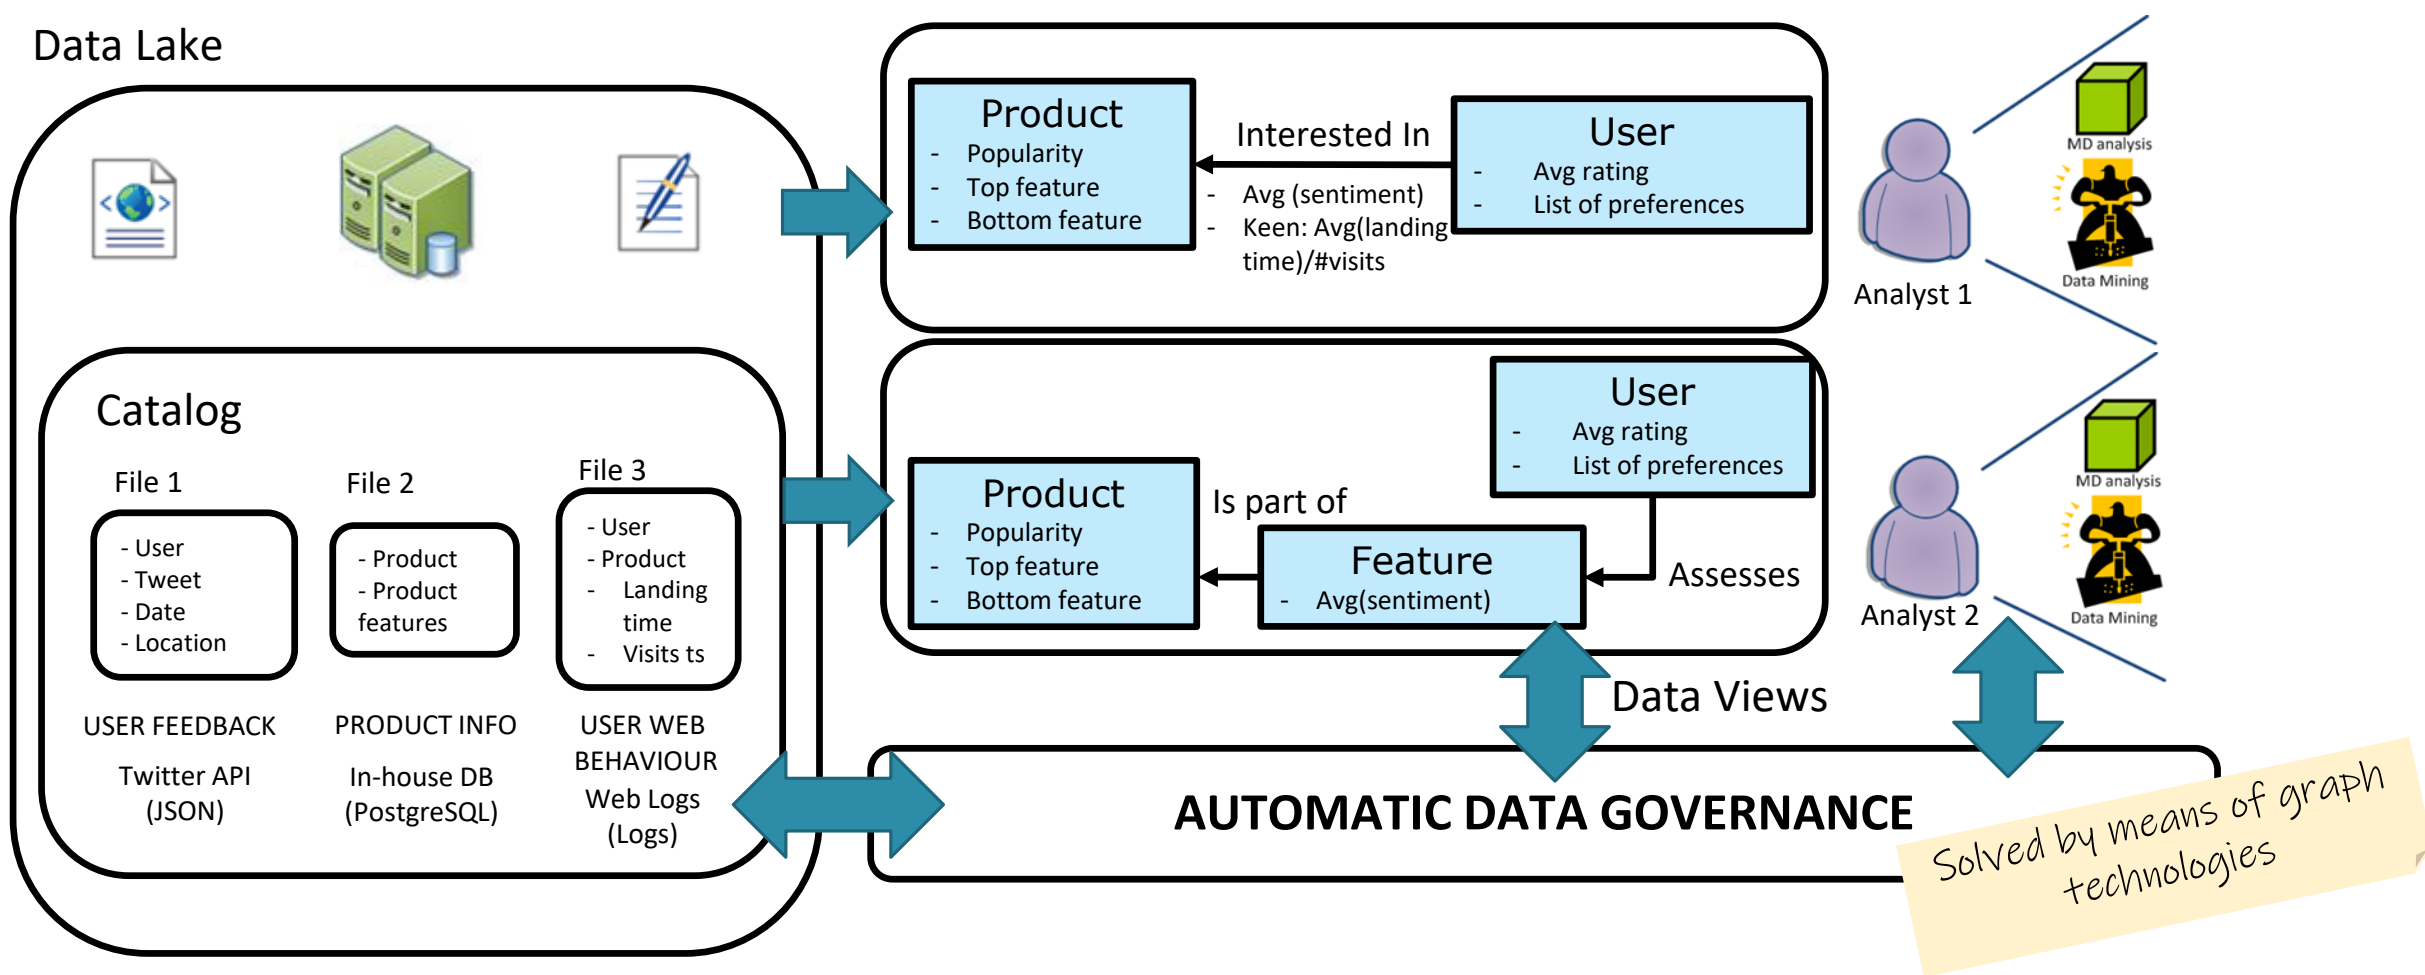 Data Lake
Catalog
File 1
- User
- Tweet
- Date
- Location
USER FEEDBACK
Twitter API
(JSON)
File 2
- Product
- Product
features
PRODUCT INFO
In-house DB
(PostgreSQL)
File 3
- User
- Product
- Landing
time
- Visits ts
USER WEB
BEHAVIOUR
Web Logs
(Logs)
Product
- Popularity
- Top feature
- Bottom feature
Interested In
- Avg (sentiment)
- Keen: Avg(landing
time)/#visits
User
- Avg rating
- List of preferences
Analyst 1
MD analysis
Data Mining
Product
- Popularity
- Top feature
- Bottom feature
Is part of
Feature
- Avg(sentiment)
User
- Avg rating
- List of preferences
Assesses
Analyst 2
MD analysis
Data Mining
Data Views
AUTOMATIC DATA GOVERNANCE
Solved by means of graph
technologies